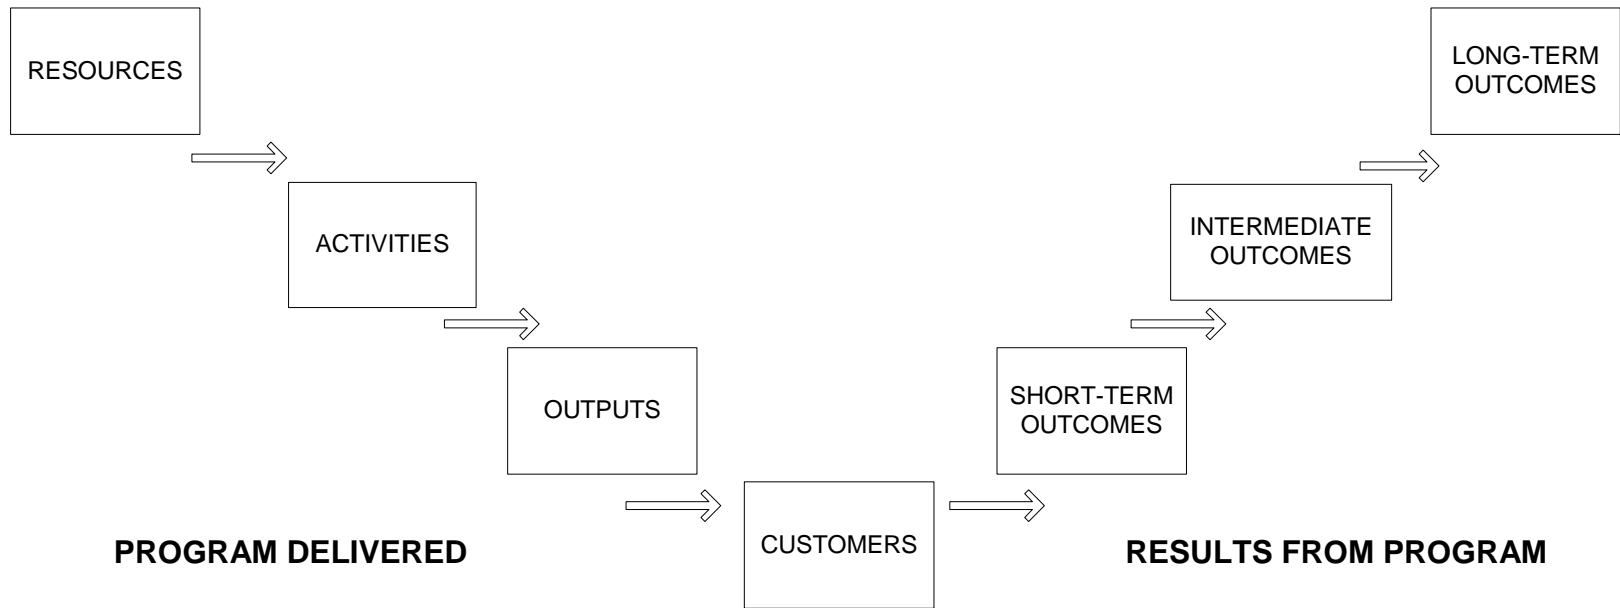 RESOURCES
ACTIVITIES
OUTPUTS
CUSTOMERS
SHORT-TERM
OUTCOMES
INTERMEDIATE
OUTCOMES
LONG-TERM
OUTCOMES
PROGRAM DELIVERED
RESULTS FROM PROGRAM